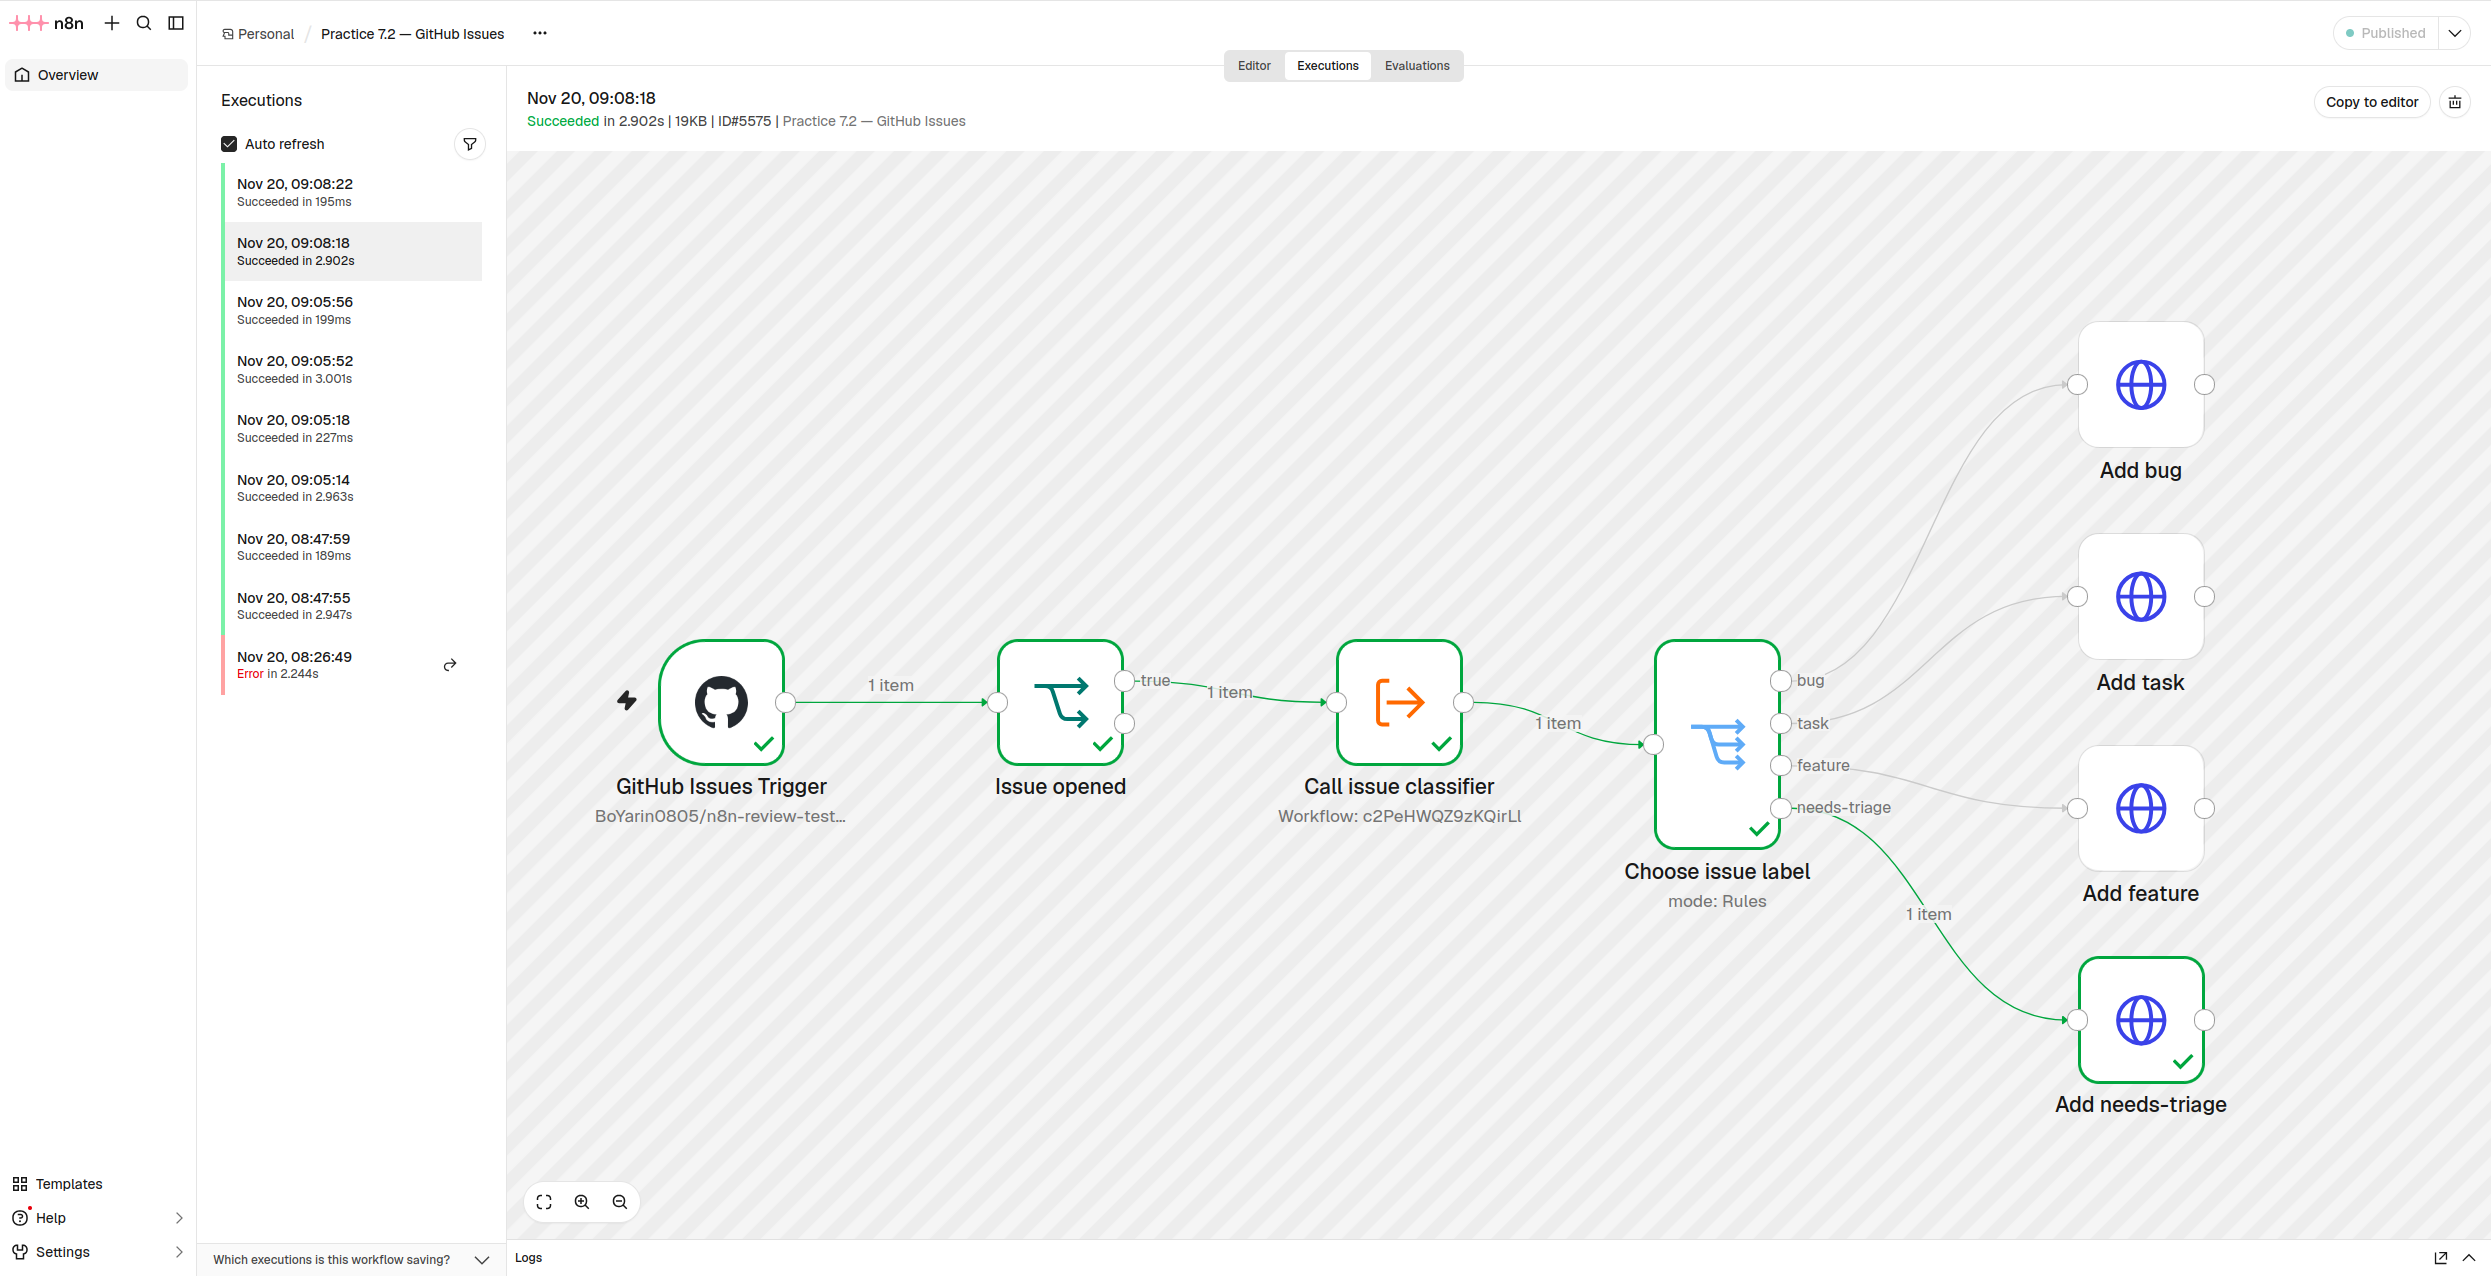 n8n
Overview
Templates
Help
Settings
Personal / Practice 7.2 — GitHub Issues
Published
Editor
Executions
Evaluations
Executions
Auto refresh
Nov 20, 09:08:22
Succeeded in 195ms
Nov 20, 09:08:18
Succeeded in 2.902s
Nov 20, 09:05:56
Succeeded in 199ms
Nov 20, 09:05:52
Succeeded in 3.001s
Nov 20, 09:05:18
Succeeded in 227ms
Nov 20, 09:05:14
Succeeded in 2.963s
Nov 20, 08:47:59
Succeeded in 189ms
Nov 20, 08:47:55
Succeeded in 2.947s
Nov 20, 08:26:49
Error in 2.244s
Which executions is this workflow saving?
Nov 20, 09:08:18
Succeeded in 2.902s | 19KB | ID#5575 | Practice 7.2 — GitHub Issues
Copy to editor
GitHub Issues Trigger
BoYarin0805/n8n-review-test...
1 item
Issue opened
true
1 item
Call issue classifier
Workflow: c2PeHWQZ9zKQirLl
1 item
Choose issue label
mode: Rules
bug
task
feature
needs-triage
1 item
Add bug
Add task
Add feature
Add needs-triage
Logs